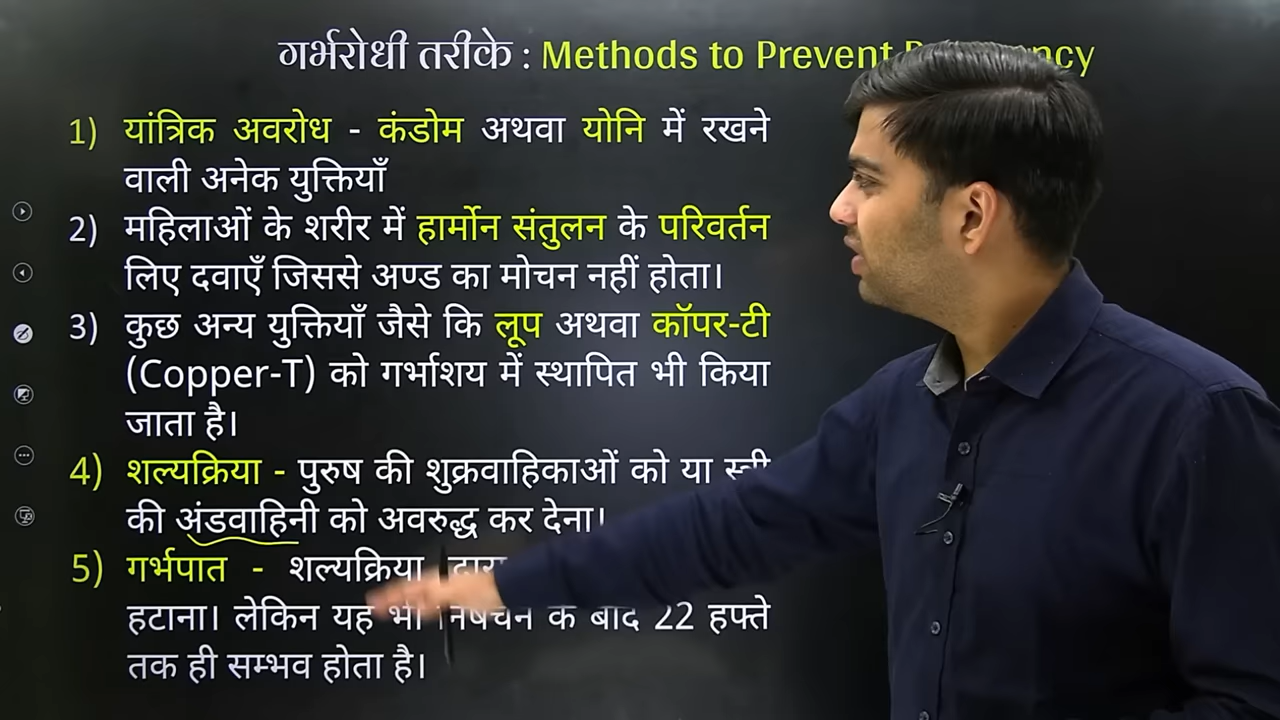 गर्भरोधी तरीके : Methods to Prevent
1) यांत्रिक अवरोध - कंडोम अथवा योनि में रखने
वाली अनेक युक्तियाँ
2) महिलाओं के शरीर में हार्मोन संतुलन के परिवर्तन
लिए दवाएँ जिससे अण्ड का मोचन नहीं होता।
3) कुछ अन्य युक्तियाँ जैसे कि लूप अथवा कॉपर-टी
(Copper-T) को गर्भाशय में स्थापित भी किया
जाता है।
4) शल्यक्रिया - पुरुष की शुक्रवाहिकाओं को या स्त्री
की अंडवाहिनी को अवरुद्ध कर देना।
5) गर्भपात - शल्यक्रिया
हटाना। लेकिन यह भी निषेचन के बाद 22 हफ्ते
तक ही सम्भव होता है।